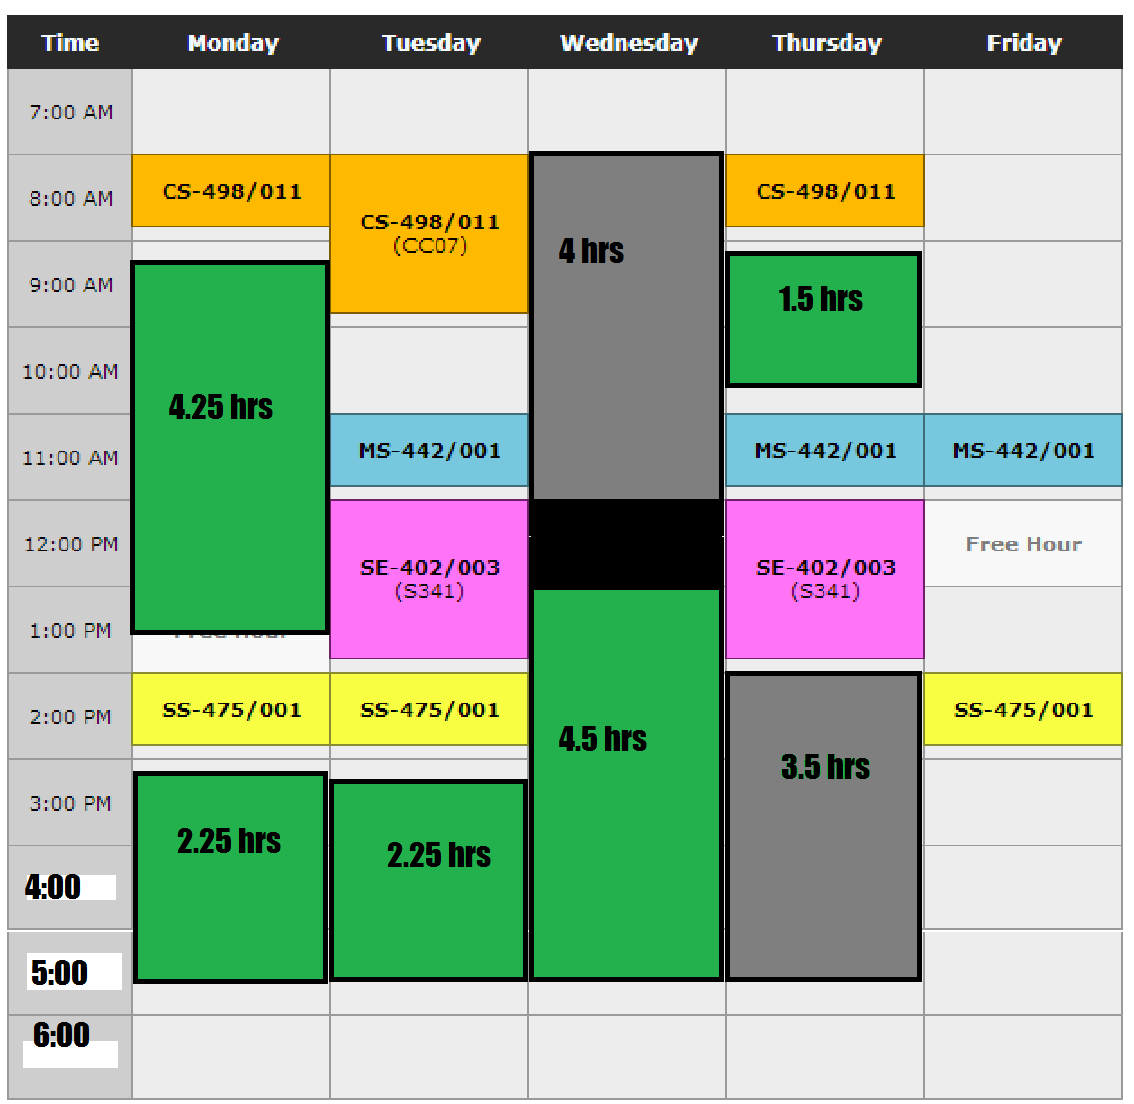 Time Monday Tuesday Wednesday Thursday Friday
7:00 AM
8:00 AM CS-498/011 CS-498/011 CS-498/011
(CC07)
4 hrs
9:00 AM 1.5 hrs
10:00 AM
4.25 hrs
11:00 AM MS-442/001 MS-442/001 MS-442/001
12:00 PM SE-402/003 SE-402/003 Free Hour
(S341) (S341)
1:00 PM Free Hour
2:00 PM SS-475/001 SS-475/001 SS-475/001
4.5 hrs
3.5 hrs
3:00 PM
2.25 hrs 2.25 hrs
4:00
5:00
6:00